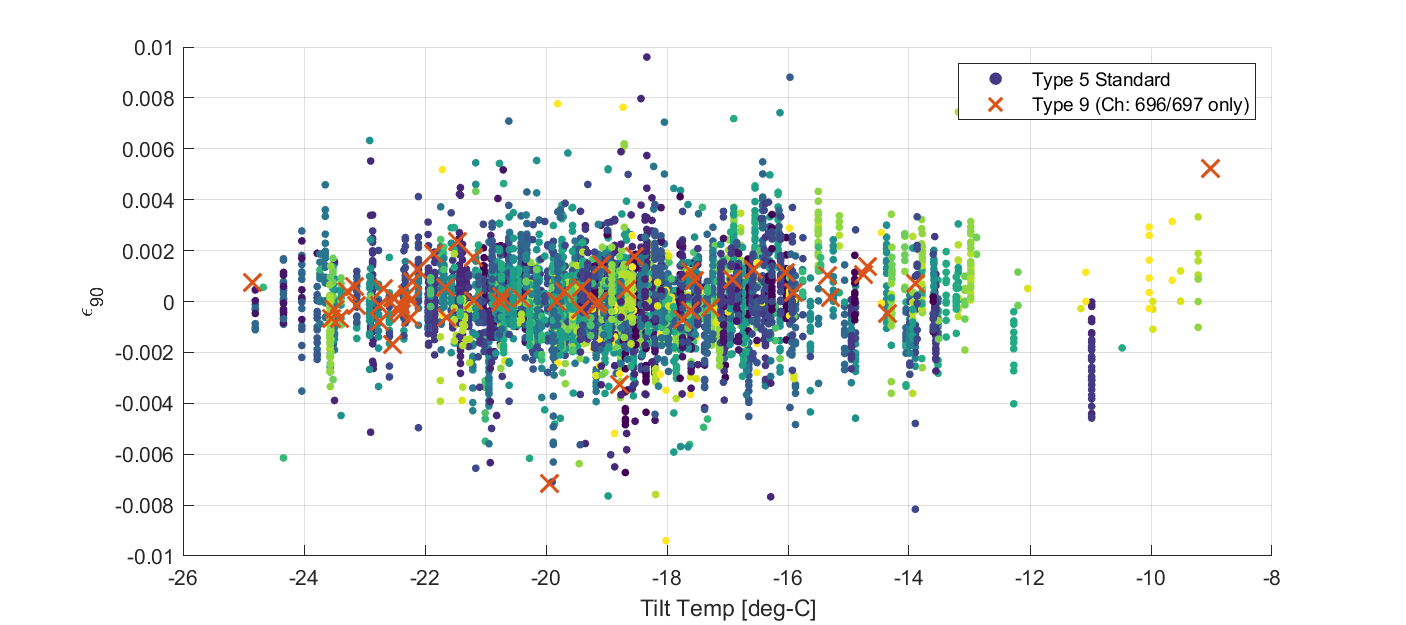 0.01
0.008
0.006
0.004
0.002
0
-0.002
-0.004
-0.006
-0.008
-0.01
ϵ90
-26 -24 -22 -20 -18 -16 -14 -12 -10 -8
Tilt Temp [deg-C]
Type 5 Standard
Type 9 (Ch: 696/697 only)